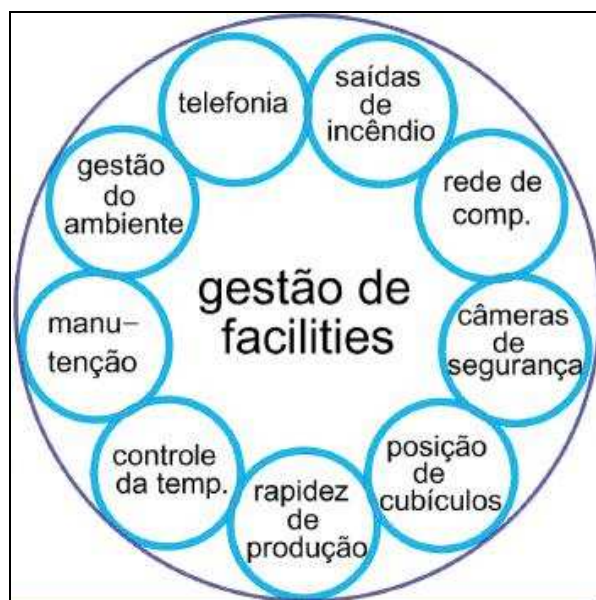 telefonia
saídas
de
incêndio
gestão
do
ambiente
rede de
comp.
gestão de
facilities
manu–
tenção
câmeras
de
segurança
controle
da temp.
posição
de
cubículos
rapidez
de
produção